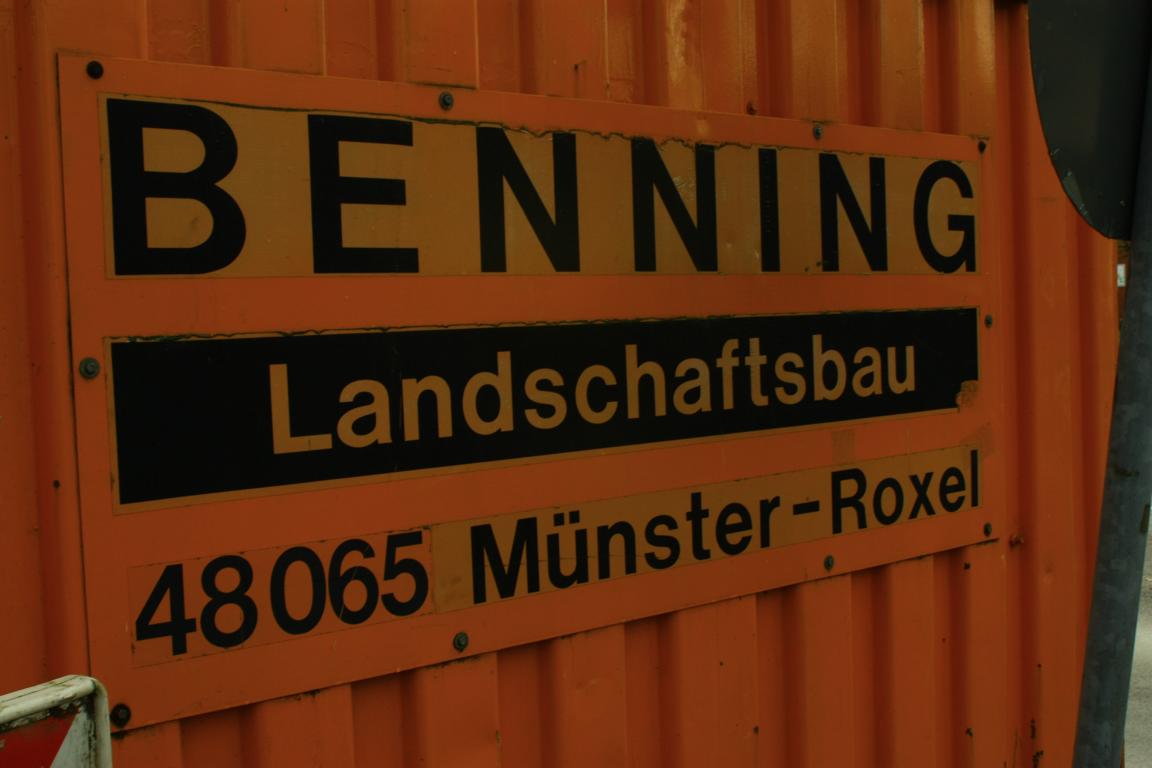 BENNING
Landschaftsbau
48065 Münster-Roxel